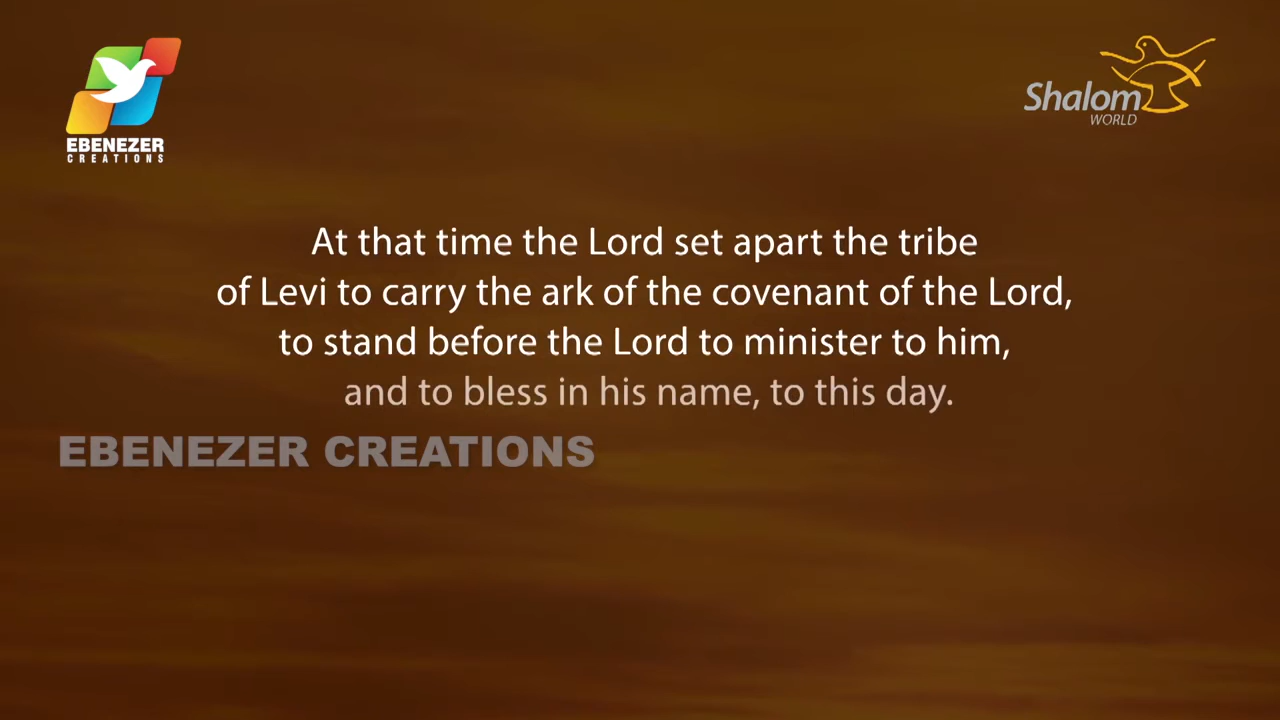 EBENEZER
CREATIONS
Shalom
WORLD
At that time the Lord set apart the tribe
of Levi to carry the ark of the covenant of the Lord,
to stand before the Lord to minister to him,
and to bless in his name, to this day.
EBENEZER CREATIONS